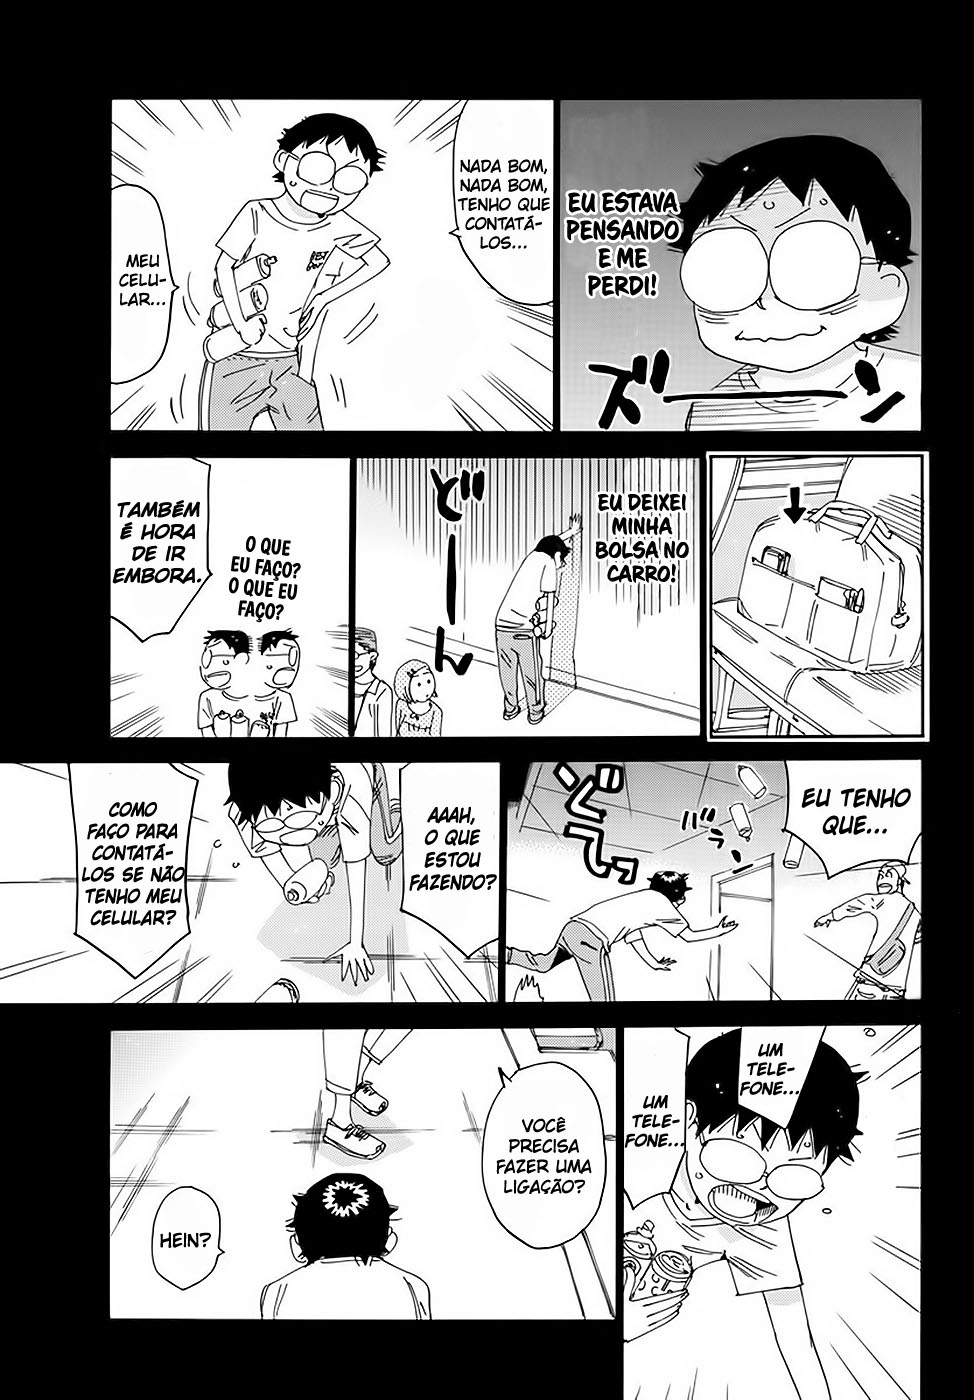 EU ESTAVA
PENSANDO
E ME
PERDI!
ズーン
NADA BOM,
NADA BOM,
TENHO QUE
CONTATÁ-
LOS...
MEU
CELU-
LAR...
EU DEIXEI
MINHA
BOLSA NO
CARRO!
どーん
O QUE
EU FAÇO?
O QUE EU
FAÇO?
TAMBÉM
É HORA
DE IR
EMBORA.
EU TENHO
QUE...
AAAH,
O QUE
ESTOU
FAZENDO?
COMO
FAÇO PARA
CONTATÁ-
LOS SE NÃO
TENHO MEU
CELULAR?
UM
TELE-
FONE...
UM
TELE-
FONE...
VOCÊ
PRECISA
FAZER UMA
LIGAÇÃO?
HEIN?